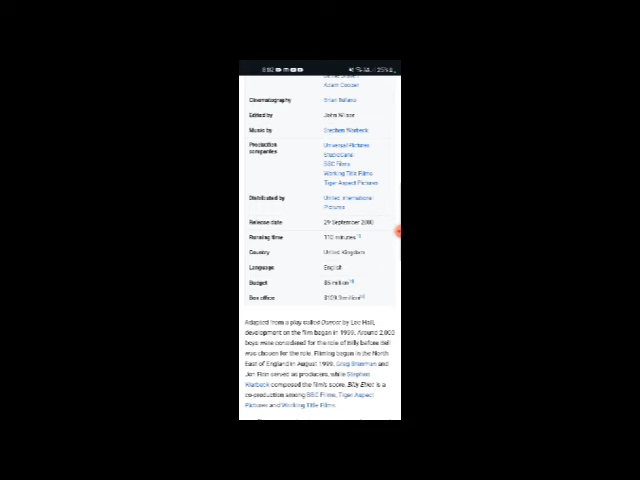 Adam Cooper
Cinematography Brian Tufano
Edited by John Wilson
Music by Stephen Warbeck
Production companies Universal Pictures
StudioCanal
BBC Films
Working Title Films
Tiger Aspect Pictures
Distributed by United International
Pictures
Release date 29 September 2000
Running time 110 minutes
Country United Kingdom
Language English
Budget $5 million
Box office
Adapted from a play called Dancer by Lee Hall,
development on the film began in 1999. Around 2,000
boys were considered for the role of Billy before Bell
was chosen for the role. Filming began in the North
East of England in August 1999. Greg Brenman and
Jon Finn served as producers, while Stephen
Warbeck composed the film's score. Billy Elliot is a
co-production among BBC Films, Tiger Aspect
Pictures and Working Title Films.